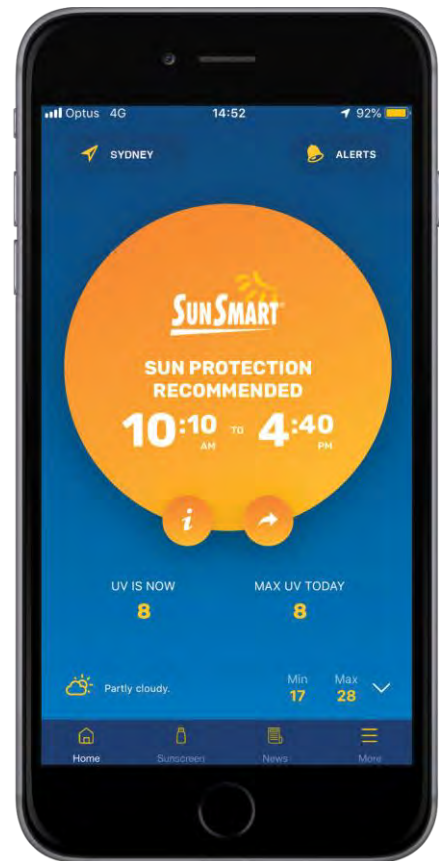 Optus 4G 14:52 92%
SYDNEY ALERTS
SUNSMART
SUN PROTECTION
RECOMMENDED
10:10 AM TO 4:40 PM
i
UV IS NOW MAX UV TODAY
8 8
Partly cloudy. Min 17 Max 28
Home Sunscreen News More